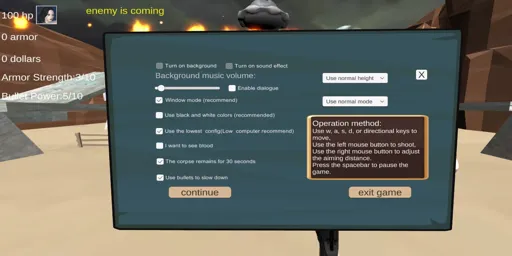 enemy is coming
100 bp
0 armor
0 dollars
Armor Strength:3/10
Bullet Power:5/10
Turn on background
Turn on sound effect
Background music volume:
Enable dialogue
Window mode (recommend)
Use black and white colors (recommended)
Use the lowest config(Low computer recommend)
I want to see blood
The corpse remains for 30 seconds
Use bullets to slow down
continue
Use normal height
X
Use normal mode
Operation method:
Use w, a, s, d, or directional keys to
move,
Use the left mouse button to shoot,
Use the right mouse button to adjust
the aiming distance.
Press the spacebar to pause the
game.
exit game